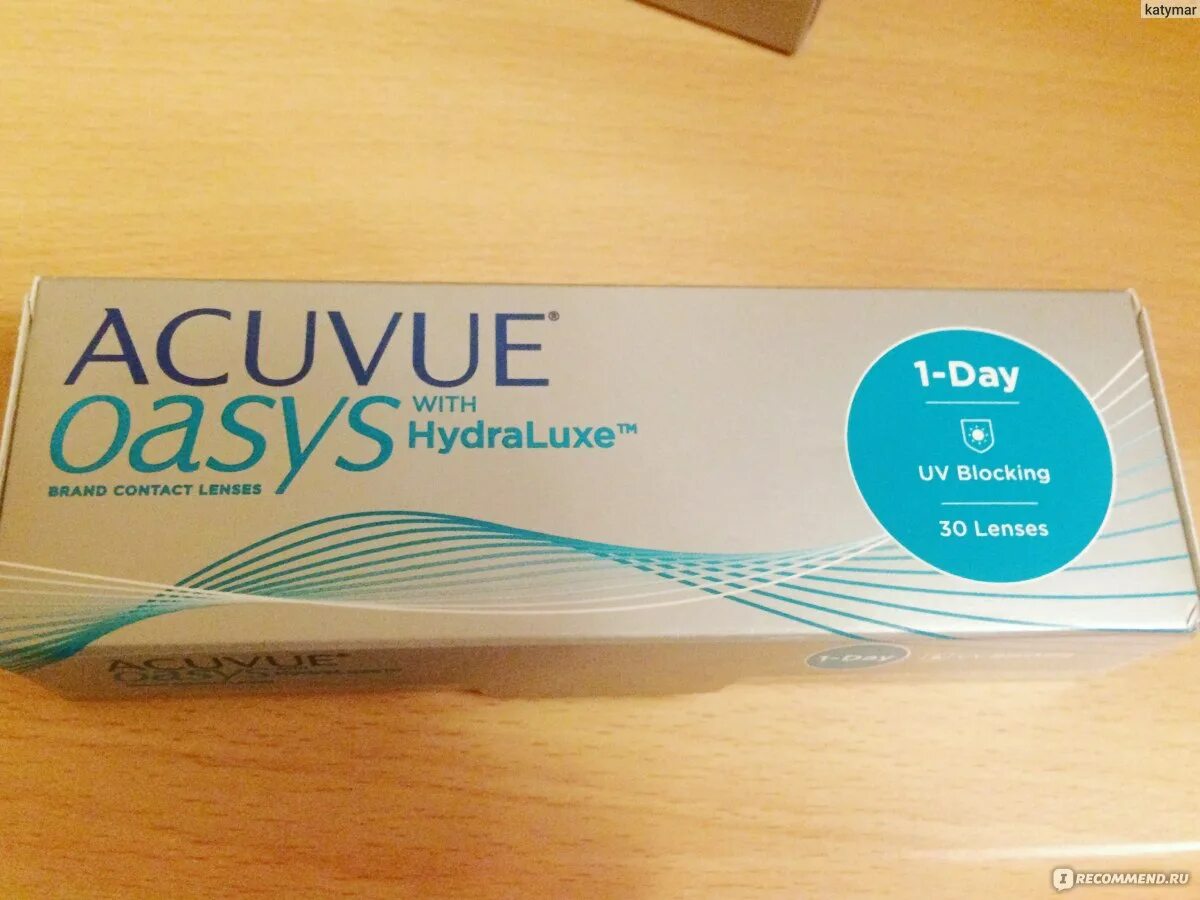 katymar
ACUVUE®
oasys WITH
HydraLuxe™
BRAND CONTACT LENSES
1-Day
UV Blocking
30 Lenses
ACUVUE®
oasys
1-Day
IRECOMMEND.RU